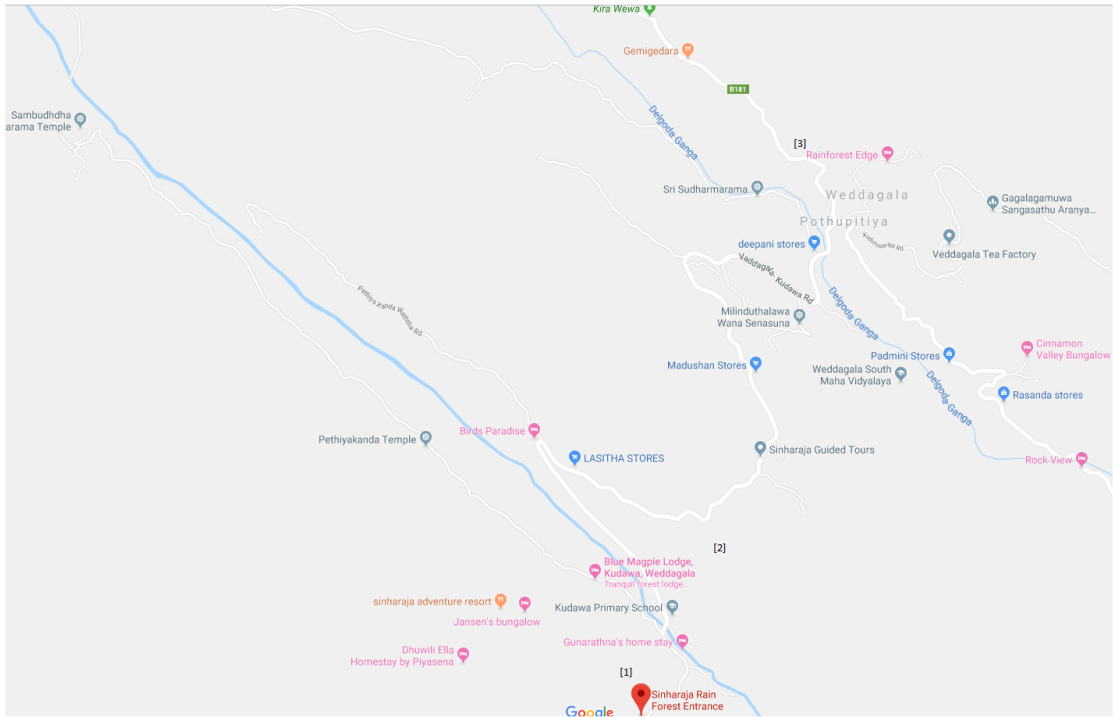 Kira Wewa
Gemigedara
B181
Sambudhdha
arama Temple
Delgoda Ganga
[3]
Rainforest Edge
Sri Sudharmarama
Weddagala
Pothupitiya
Gagalagamuwa
Sangasathu Aranya...
deepani stores
Veddagala Tea Factory
Vaddagala- Kudawa Rd
Delgoda Ganga
Pethiya Kanda Waththa Rd
Milinduthalawa
Wana Senasuna
Madushan Stores
Padmini Stores
Cinnamon
Valley Bungalow
Weddagala South
Maha Vidyalaya
Delgoda Ganga
Rasanda stores
Birds Paradise
Pethiyakanda Temple
LASITHA STORES
Sinharaja Guided Tours
Rock View
[2]
Blue Magpie Lodge,
Kudawa, Weddagala
Tranquil forest lodge...
sinharaja adventure resort
Jansen's bungalow
Kudawa Primary School
Gunarathna's home stay
Dhuwili Ella
Homestay by Piyasena
[1]
Sinharaja Rain
Forest Entrance
Google